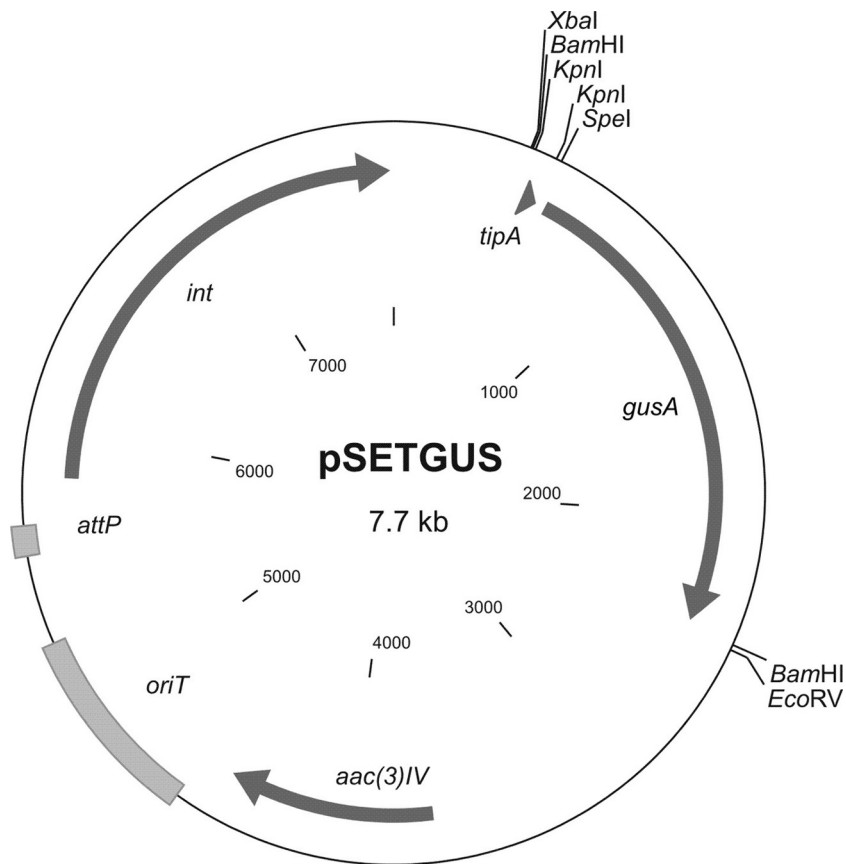 XbaI
BamHI
KpnI
KpnI
SpeI
tipA
int
7000
1000
gusA
pSETGUS
6000
2000
7.7 kb
attP
5000
3000
4000
oriT
BamHI
EcoRV
aac(3)IV